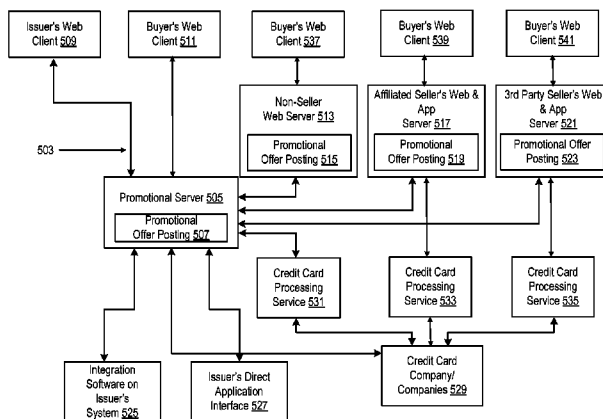 Issuer's Web
Client 509
Buyer's Web
Client 511
Buyer's Web
Client 537
Buyer's Web
Client 539
Buyer's Web
Client 541
Non-Seller
Web Server 513
Promotional
Offer Posting 515
Affiliated Seller's Web &
App
Server 517
Promotional
Offer Posting 519
3rd Party Seller's Web
& App
Server 521
Promotional Offer
Posting 523
503
Promotional Server 505
Promotional
Offer Posting 507
Credit Card
Processing
Service 531
Credit Card
Processing
Service 533
Credit Card
Processing
Service 535
Integration
Software on
Issuer's
System 525
Issuer's Direct
Application
Interface 527
Credit Card
Company/
Companies 529